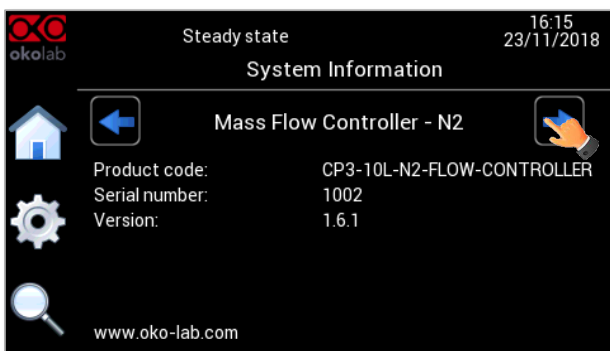 okolab
Steady state
16:15
23/11/2018
System Information
Mass Flow Controller - N2
Product code: CP3-10L-N2-FLOW-CONTROLLER
Serial number: 1002
Version: 1.6.1
www.oko-lab.com